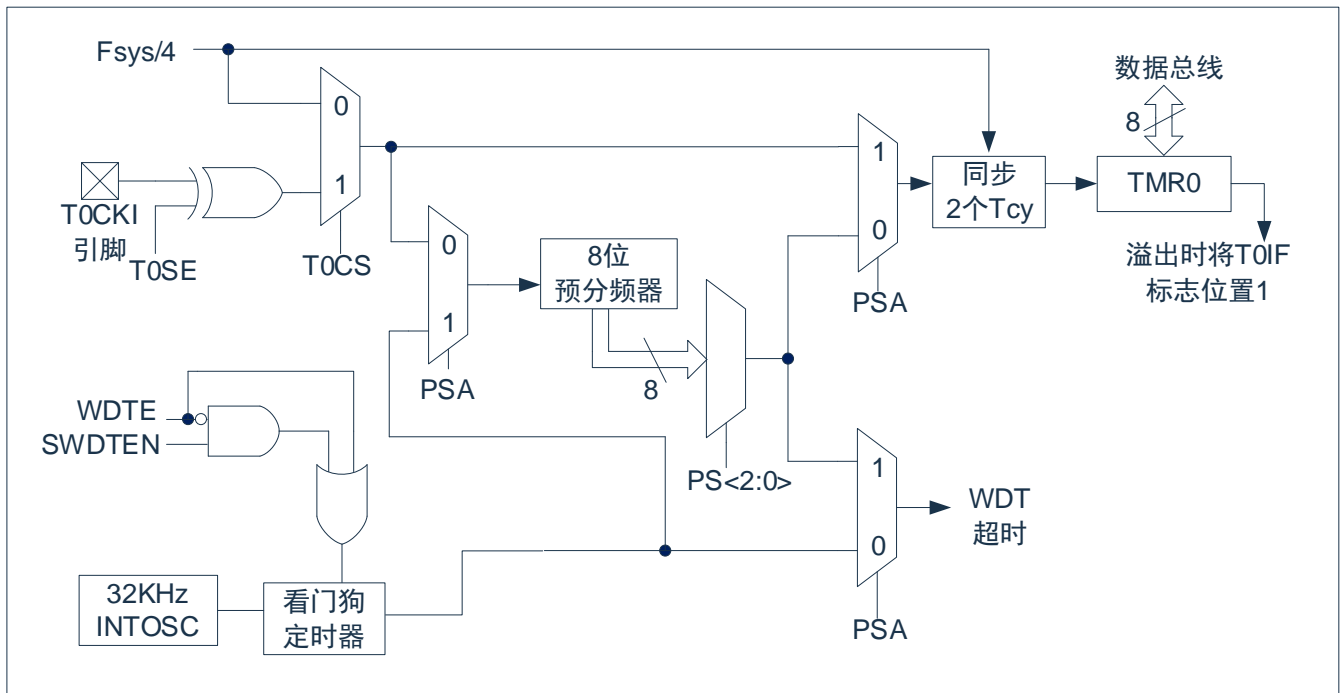 Fsys/4
数据总线
8
0
1
T0CKI
引脚
T0SE
T0CS
1
0
PSA
同步
2个Tcy
TMR0
溢出时将T0IF
标志位置1
0
1
PSA
8位
预分频器
8
PS<2:0>
WDTE
SWDTEN
1
0
PSA
WDT
超时
32KHz
INTOSC
看门狗
定时器